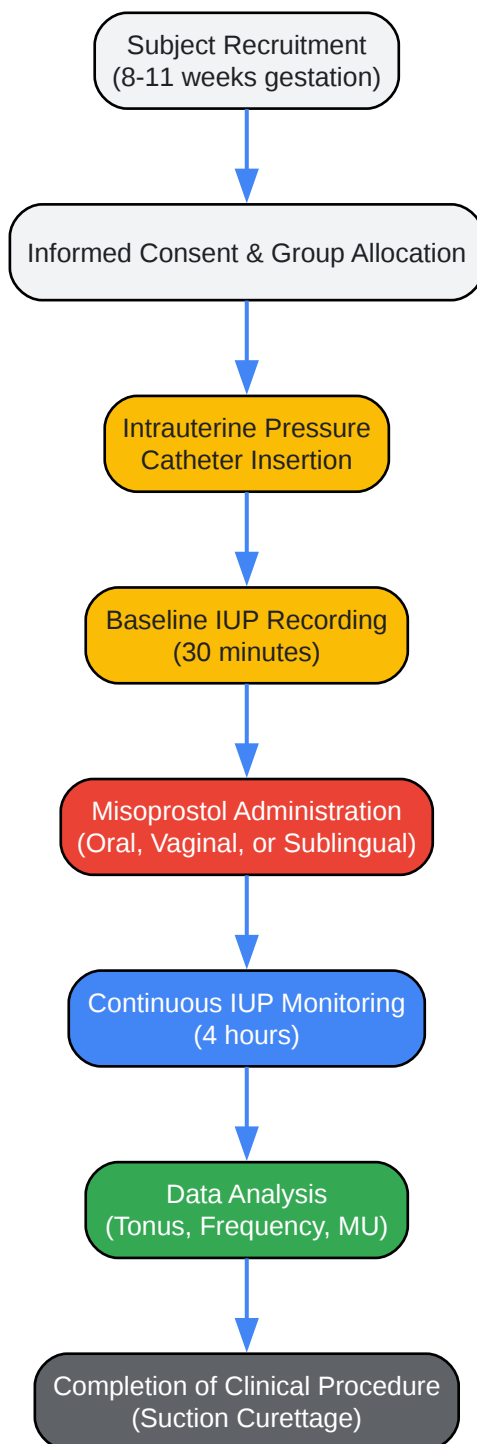 Subject Recruitment
(8-11 weeks gestation)
Informed Consent & Group Allocation
Intrauterine Pressure
Catheter Insertion
Baseline IUP Recording
(30 minutes)
Misoprostol Administration
(Oral, Vaginal, or Sublingual)
Continuous IUP Monitoring
(4 hours)
Data Analysis
(Tonus, Frequency, MU)
Completion of Clinical Procedure
(Suction Curettage)